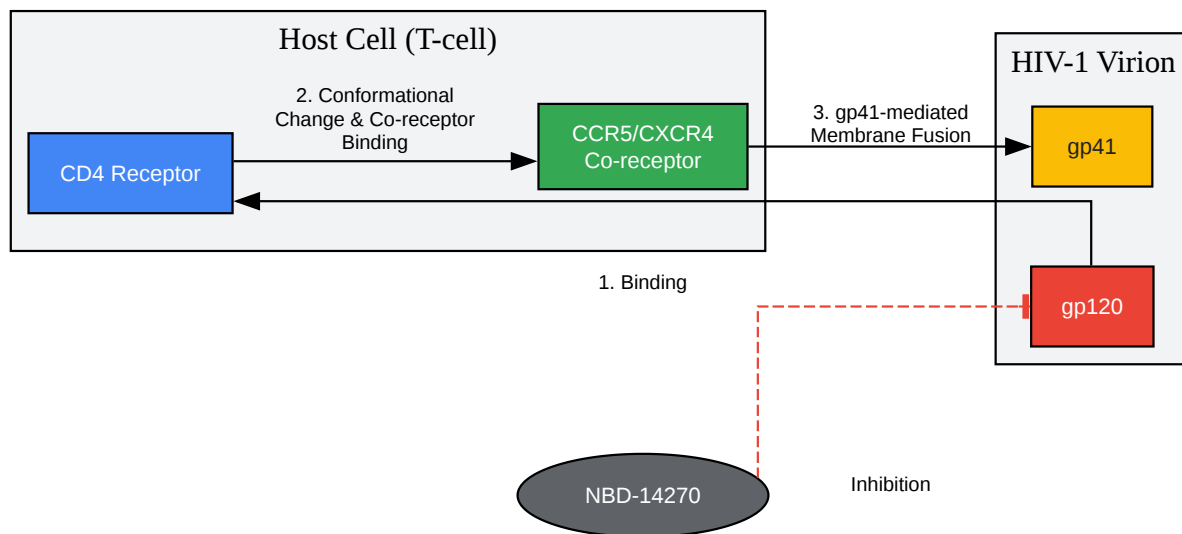 Host Cell (T-cell)
HIV-1 Virion
2. Conformational
Change & Co-receptor
Binding
3. gp41-mediated
Membrane Fusion
CD4 Receptor
CCR5/CXCR4
Co-receptor
gp41
1. Binding
gp120
NBD-14270
Inhibition